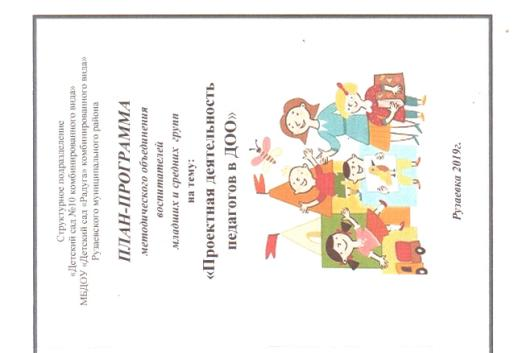 Структурное подразделение
«Детский сад №10 комбинированного вида»
МБДОУ «Детский сад «Радуга» комбинированного вида»
Рузаевского муниципального района
ПЛАН-ПРОГРАММА
методического объединения
воспитателей
младших и средних групп
на тему:
«Проектная деятельность
педагогов в ДОО»
Рузаевка 2019г.